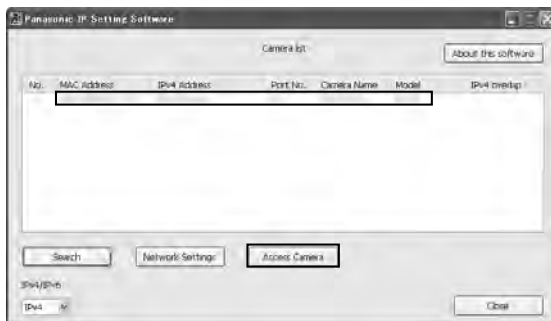 Panasonic IP Setting Software
Camera list
About this software
No. MAC Address IPv4 Address Port No. Camera Name Model IPv4 overlap
Search Network Settings Access Camera
IPv4/IPv6
IPv4 Close